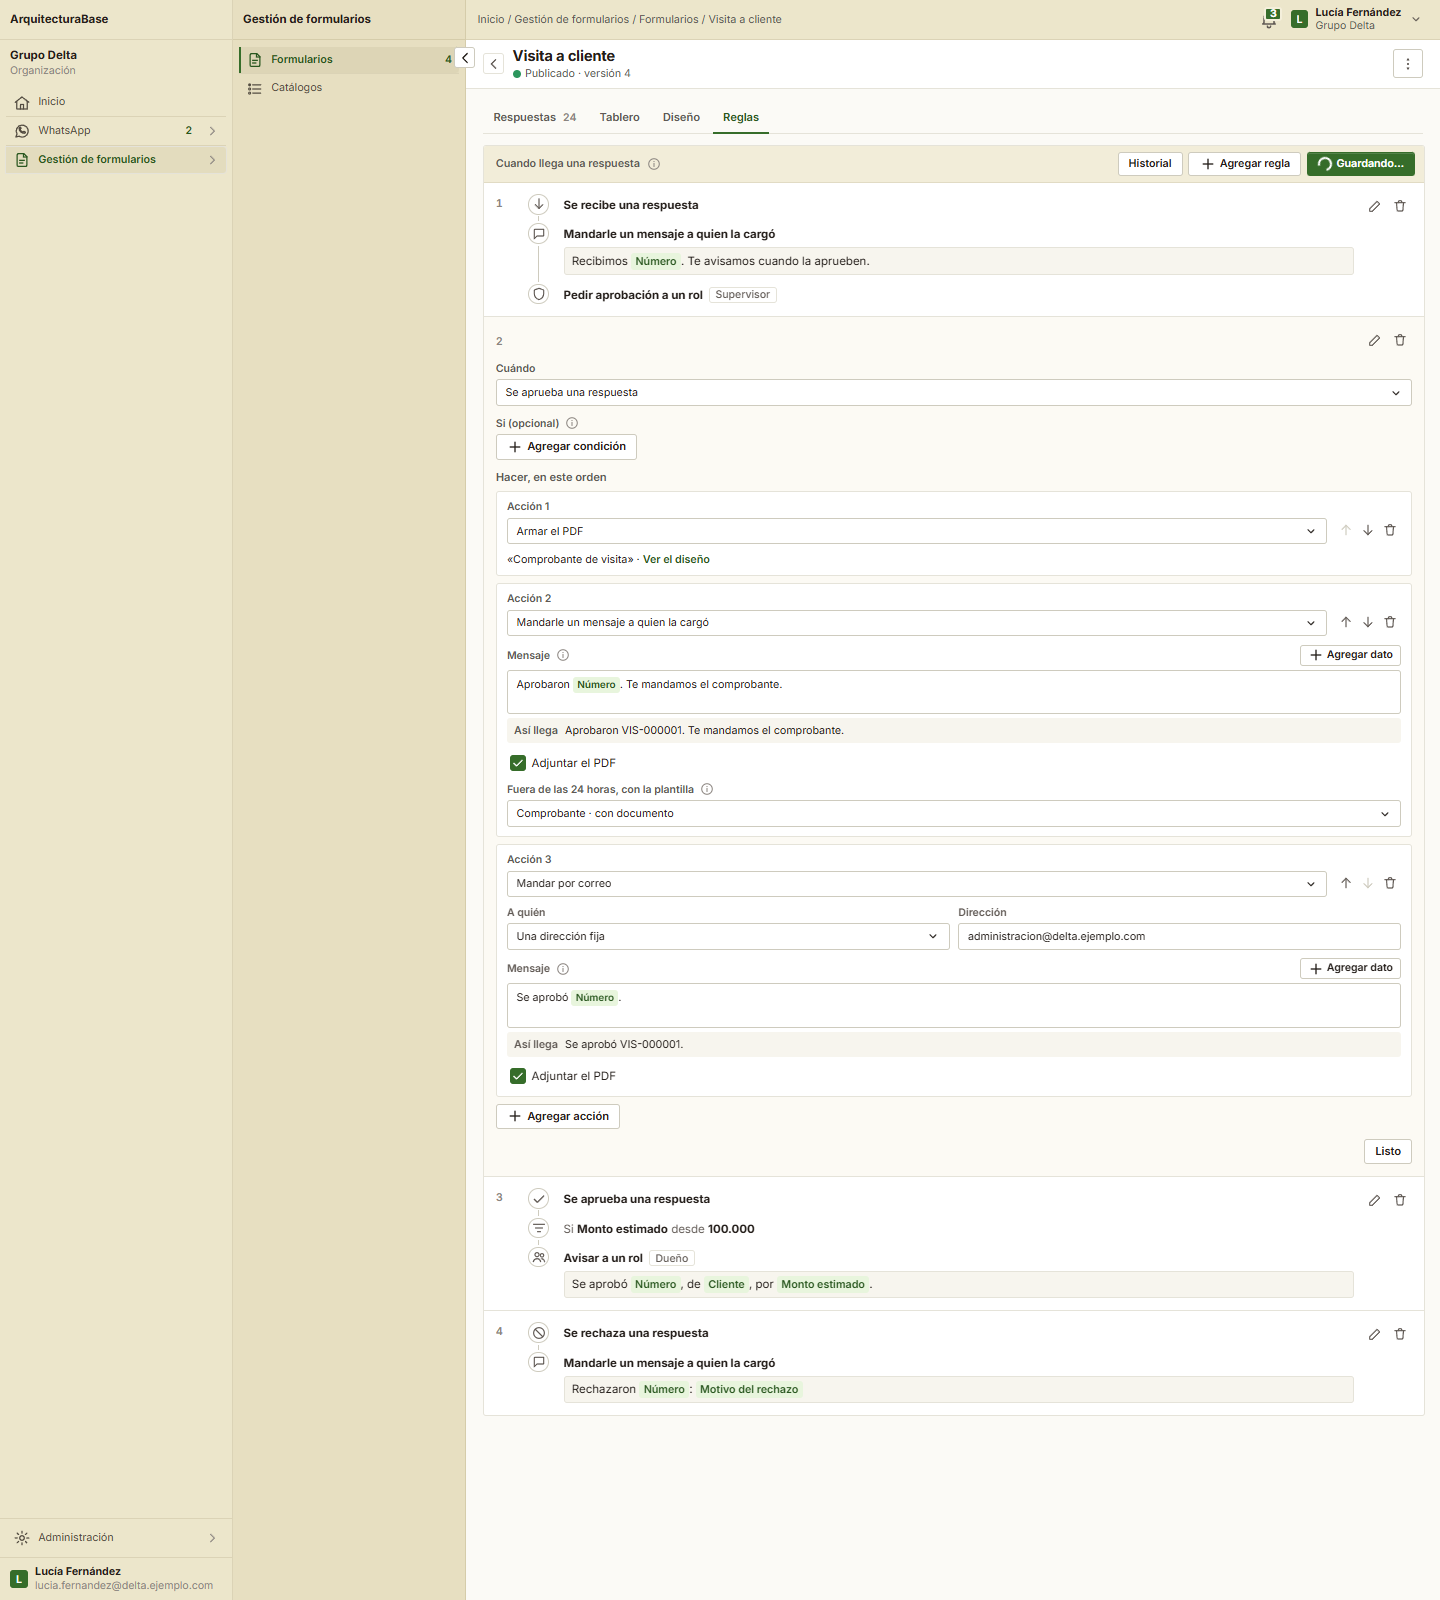 ArquitecturaBase
Grupo Delta
Organización
Inicio
WhatsApp 2
Gestión de formularios
Administración
L Lucía Fernández
lucia.fernandez@delta.ejemplo.com
Gestión de formularios
Formularios 4
Catálogos
Inicio / Gestión de formularios / Formularios / Visita a cliente
3
L Lucía Fernández
Grupo Delta
Visita a cliente
Publicado · versión 4
Respuestas 24 Tablero Diseño Reglas
Cuando llega una respuesta Historial Agregar regla Guardando...
1 Se recibe una respuesta
Mandarle un mensaje a quien la cargó
Recibimos Número. Te avisamos cuando la aprueben.
Pedir aprobación a un rol Supervisor
2
Cuándo
Se aprueba una respuesta
Si (opcional)
Agregar condición
Hacer, en este orden
Acción 1
Armar el PDF
«Comprobante de visita» · Ver el diseño
Acción 2
Mandarle un mensaje a quien la cargó
Mensaje Agregar dato
Aprobaron Número. Te mandamos el comprobante.
Así llega Aprobaron VIS-000001. Te mandamos el comprobante.
Adjuntar el PDF
Fuera de las 24 horas, con la plantilla
Comprobante · con documento
Acción 3
Mandar por correo
A quién Dirección
Una dirección fija administracion@delta.ejemplo.com
Mensaje Agregar dato
Se aprobó Número.
Así llega Se aprobó VIS-000001.
Adjuntar el PDF
Agregar acción
Listo
3 Se aprueba una respuesta
Si Monto estimado desde 100.000
Avisar a un rol Dueño
Se aprobó Número, de Cliente, por Monto estimado.
4 Se rechaza una respuesta
Mandarle un mensaje a quien la cargó
Rechazaron Número: Motivo del rechazo